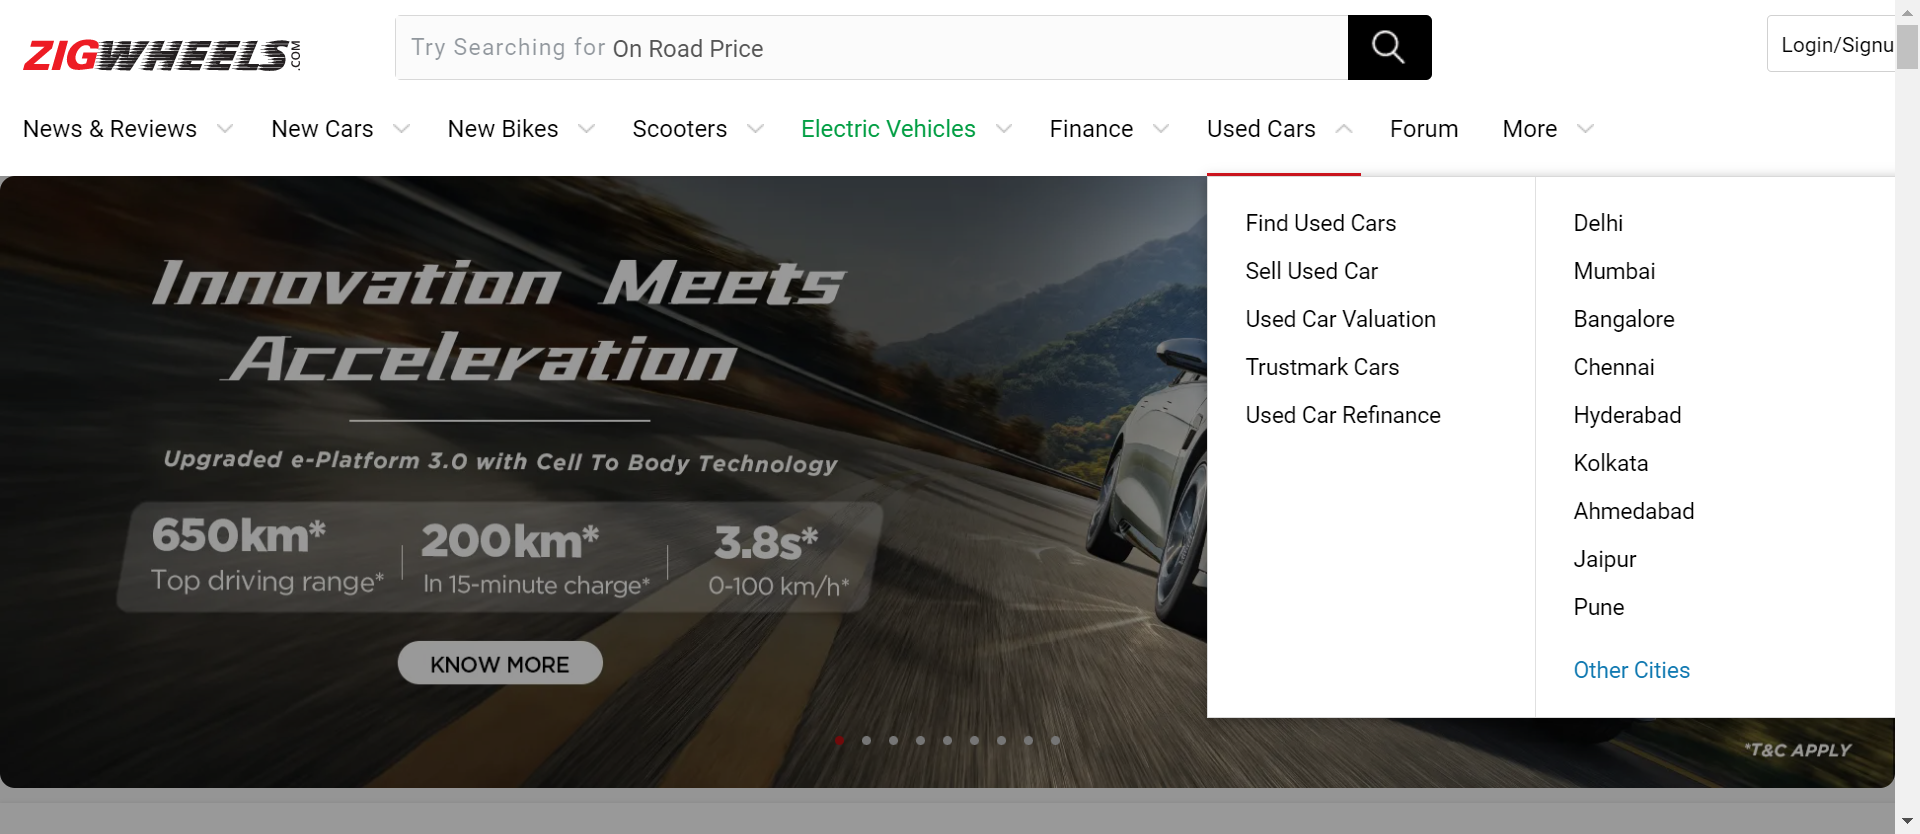 ZIGWHEELS.COM
Try Searching for On Road Price
Login/Signu
News & Reviews
New Cars
New Bikes
Scooters
Electric Vehicles
Finance
Used Cars
Forum
More
Innovation Meets
Acceleration
Upgraded e-Platform 3.0 with Cell To Body Technology
650km*
Top driving range*
200km*
In 15-minute charge*
3.8s*
0-100 km/h*
KNOW MORE
Find Used Cars
Sell Used Car
Used Car Valuation
Trustmark Cars
Used Car Refinance
Delhi
Mumbai
Bangalore
Chennai
Hyderabad
Kolkata
Ahmedabad
Jaipur
Pune
Other Cities
*T&C APPLY